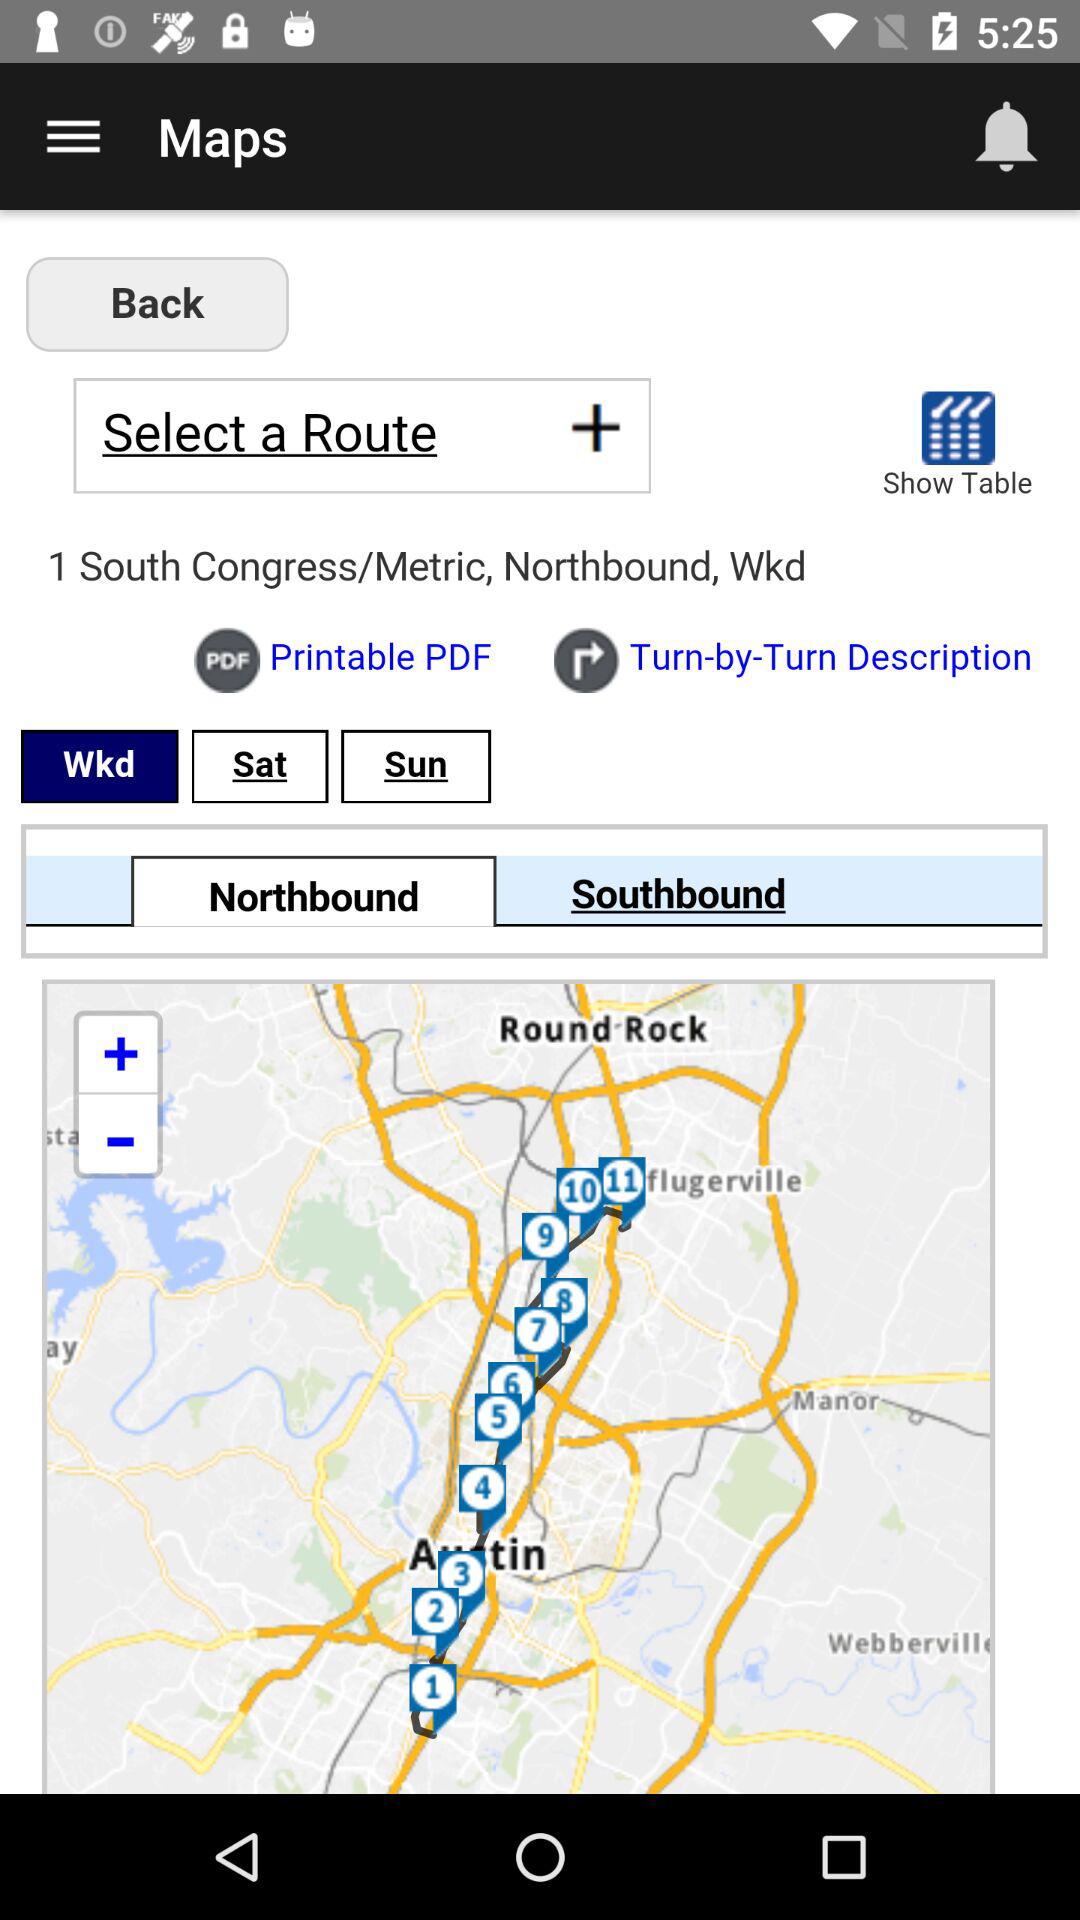 FAKE
5:25
Maps
Back
Select a Route +
Show Table
1 South Congress/Metric, Northbound, Wkd
PDF Printable PDF Turn-by-Turn Description
Wkd Sat Sun
Northbound Southbound
+
Round Rock
−
sta
10 11 flugerville
9
8
7
ay
6
5
Manor
4
Austin
3
2
Webberville
1